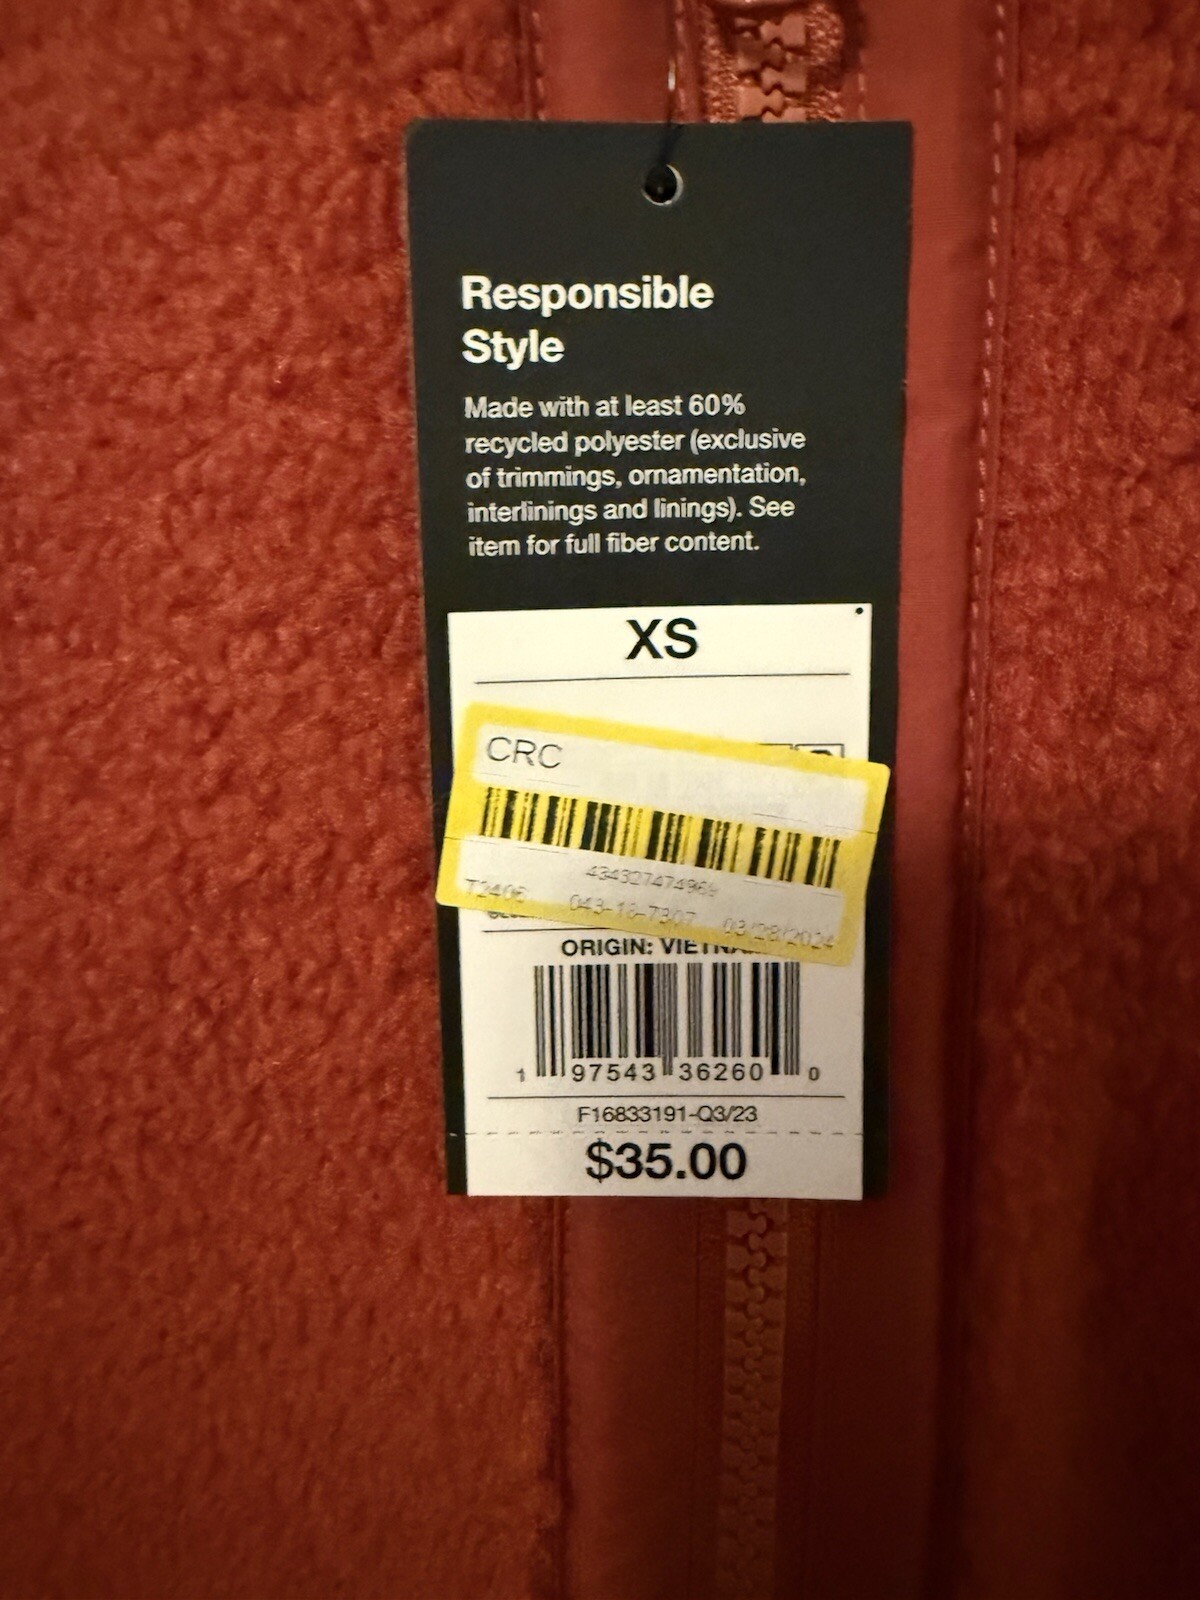 Responsible
Style
Made with at least 60%
recycled polyester (exclusive
of trimmings, ornamentation,
interlinings and linings). See
item for full fiber content.
XS
CRC
434327474969
T2406 043-18-7307 03/28/2024
ORIGIN:
1 97543 36260 0
F16833191-Q3/23
$35.00